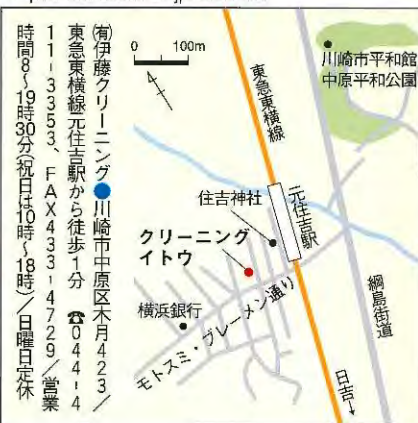 ㈲伊藤クリーニング●川崎市中原区木月423/
東急東横線元住吉駅から徒歩1分 ☎044-4
11-3353、FAX433-4729/営業
時間8〜19時30分(祝日は10時〜18時)/日曜日定休
0 100m
東急東横線
川崎市平和館
中原平和公園
住吉神社
元住吉駅
クリーニング
イトウ
綱島街道
横浜銀行
モトスミ・ブレーメン通り
日吉→